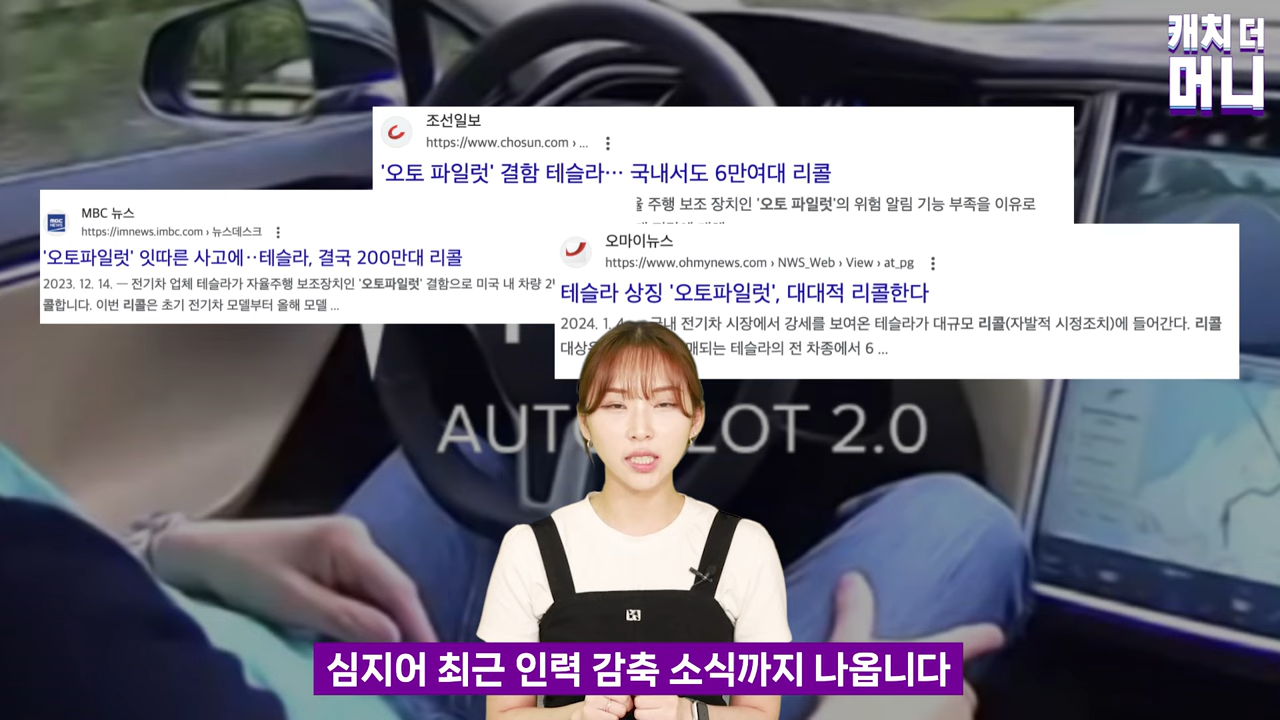 캐치 더
머니
조선일보
https://www.chosun.com › ...
'오토 파일럿' 결함 테슬라… 국내서도 6만여대 리콜
주행 보조 장치인 '오토 파일럿'의 위험 알림 기능 부족을 이유로
MBC 뉴스
https://imnews.imbc.com › 뉴스데스크
'오토파일럿' 잇따른 사고에‥테슬라, 결국 200만대 리콜
2023. 12. 14. — 전기차 업체 테슬라가 자율주행 보조장치인 '오토파일럿' 결함으로 미국 내 차량
콜합니다. 이번 리콜은 초기 전기차 모델부터 올해 모델 ...
오마이뉴스
https://www.ohmynews.com › NWS_Web › View › at_pg
테슬라 상징 '오토파일럿', 대대적 리콜한다
2024. 1. 4. — 국내 전기차 시장에서 강세를 보여온 테슬라가 대규모 리콜(자발적 시정조치)에 들어간다. 리콜
테슬라의 전 차종에서 6 ...
2.0
심지어 최근 인력 감축 소식까지 나옵니다